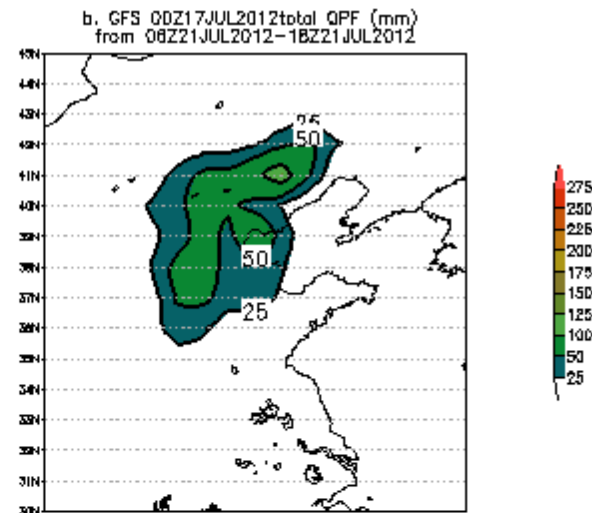 b. GFS 00Z17JUL2012total QPF (mm)
from 06Z21JUL2012-18Z21JUL2012
45N
44N
43N
42N
41N
40N
39N
38N
37N
36N
35N
34N
33N
32N
31N
30N
25
50
50
25
275
250
225
200
175
150
125
100
50
25